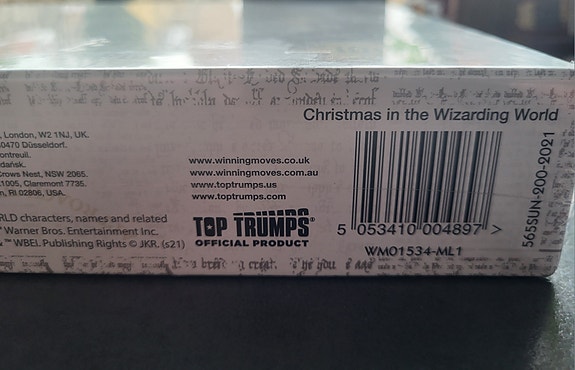 Christmas in the Wizarding World
, London, W2 1NJ, UK.
0470 Düsseldorf.
ontreuil.
dańsk.
rows Nest, NSW 2065.
1005, Claremont 7735.
n, RI 02806, USA.
RLD characters, names and related
Warner Bros. Entertainment Inc.
& ™ WBEI. Publishing Rights © JKR. (s21)
www.winningmoves.co.uk
www.winningmoves.com.au
www.toptrumps.us
www.toptrumps.com
TOP TRUMPS®
OFFICIAL PRODUCT
5 053410 004897 >
WM01534-ML1
565SUN-200-2021